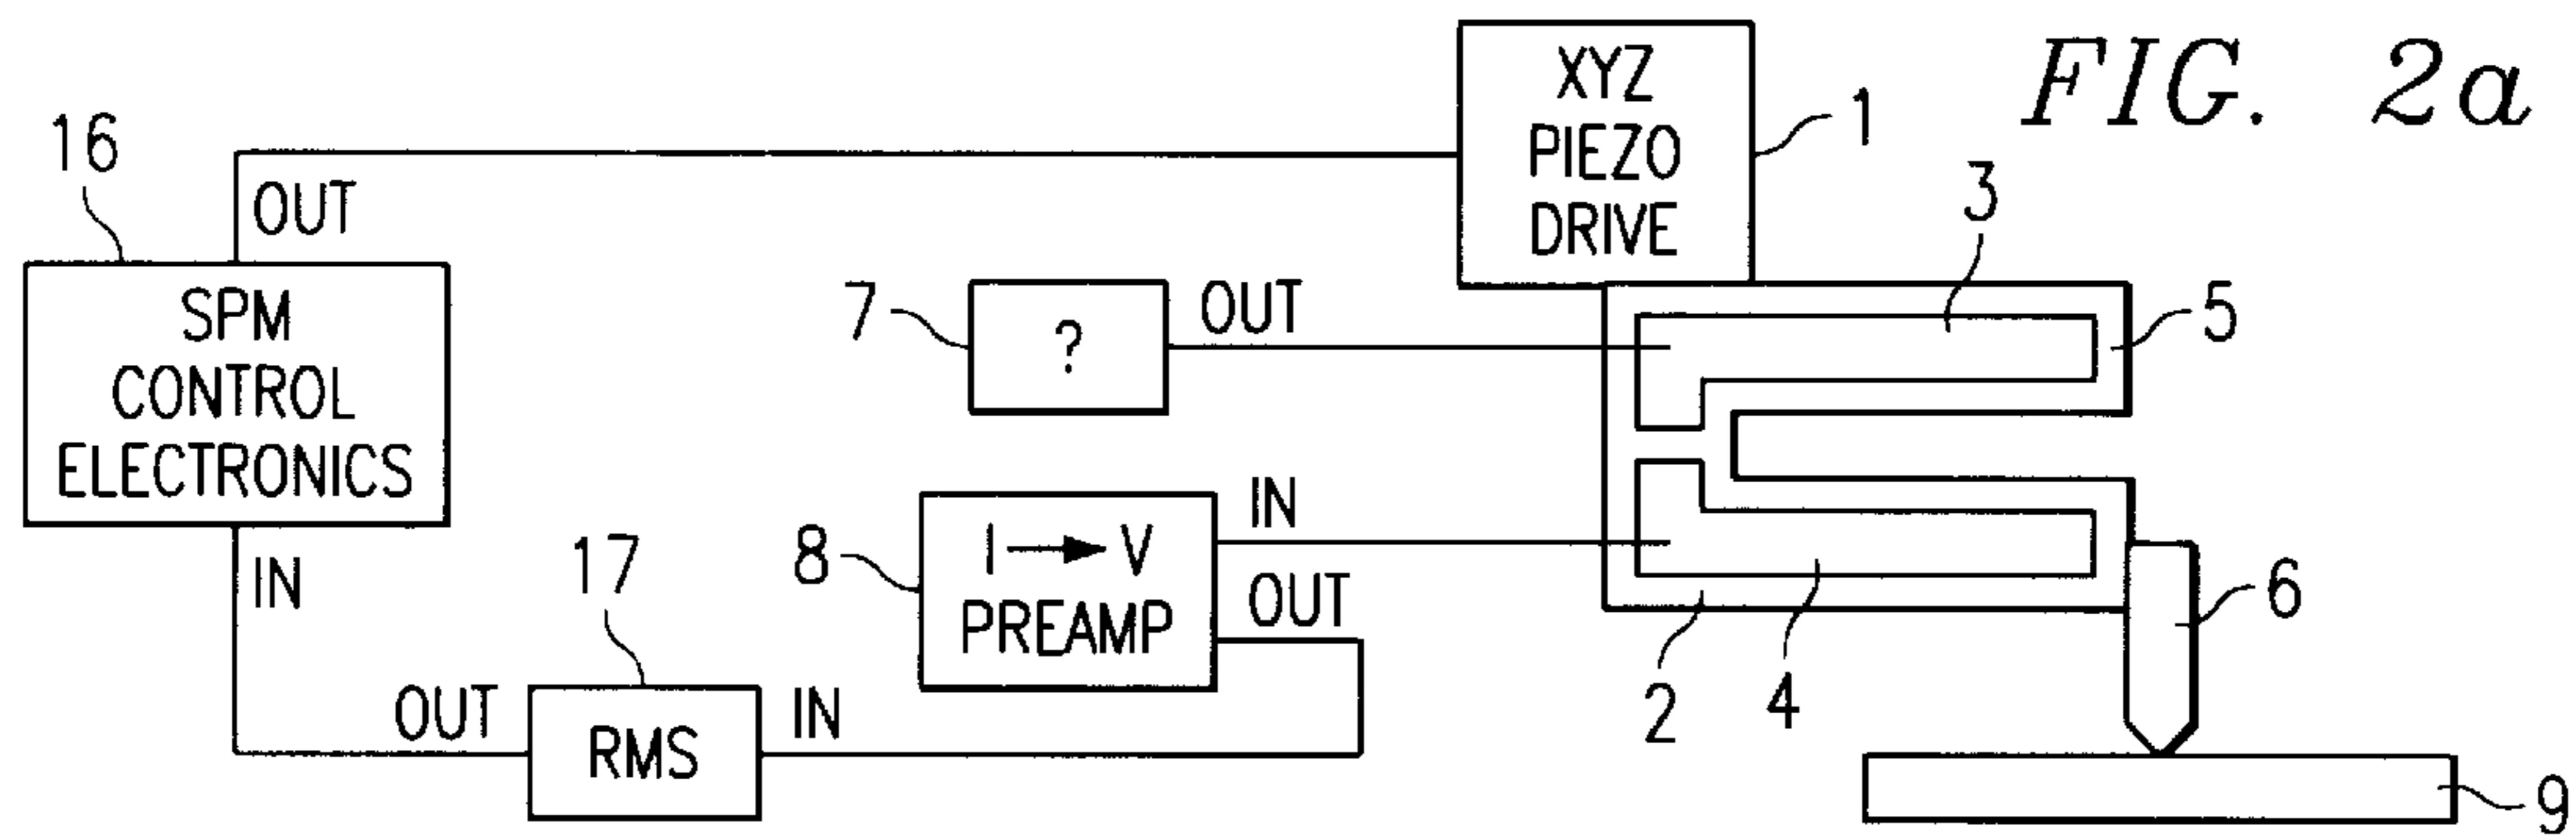 FIG. 2a
XYZ
PIEZO
DRIVE
1
16
OUT
SPM
CONTROL
ELECTRONICS
IN
7
?
OUT
3
5
8
I → V
PREAMP
IN
OUT
17
RMS
OUT
IN
2
4
6
9